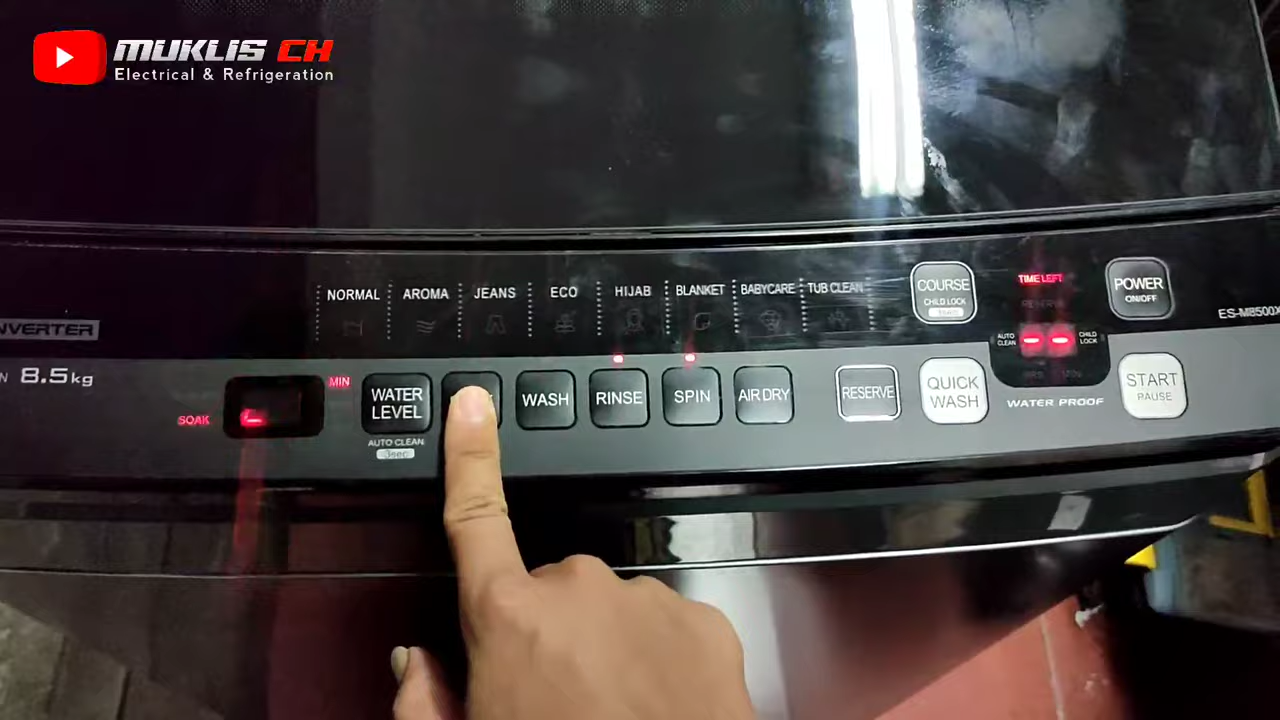 MUKLIS CH
Electrical & Refrigeration
NORMAL
AROMA
JEANS
ECO
HIJAB
BLANKET
BABYCARE
TUB CLEAN
COURSE
CHILD LOCK
TIME LEFT
RESERVE
POWER
ON/OFF
ES-M8500X
NVERTER
8.5kg
MIN
SOAK
WATER
LEVEL
AUTO CLEAN
3sec
WASH
RINSE
SPIN
AIR DRY
RESERVE
QUICK
WASH
AUTO
CLEAN
CHILD
LOCK
WATER PROOF
START
PAUSE